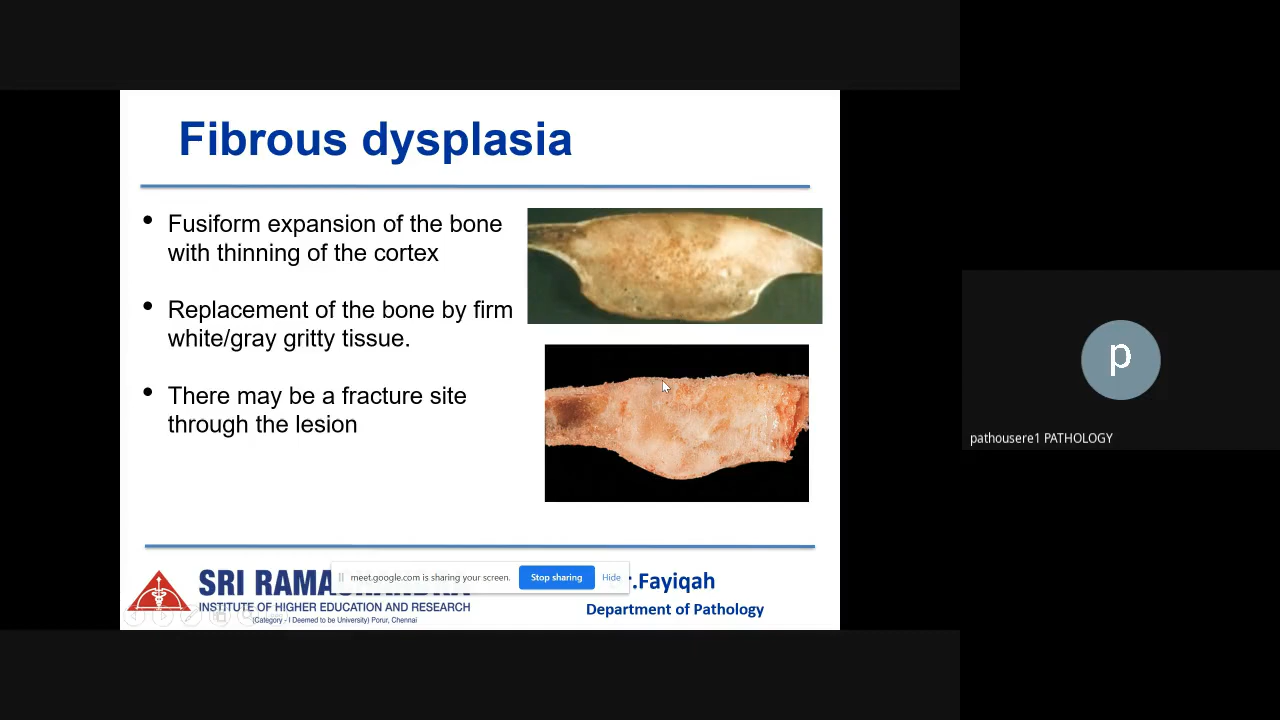 Fibrous dysplasia
• Fusiform expansion of the bone
with thinning of the cortex
• Replacement of the bone by firm
white/gray gritty tissue.
• There may be a fracture site
through the lesion
SRI
meet.google.com is sharing your screen.
Stop sharing
Hide
.Fayiqah
INSTITUTE OF HIGHER EDUCATION AND RESEARCH
Department of Pathology
(Category - I Deemed to be University) Porur, Chennai
p
pathousere1 PATHOLOGY